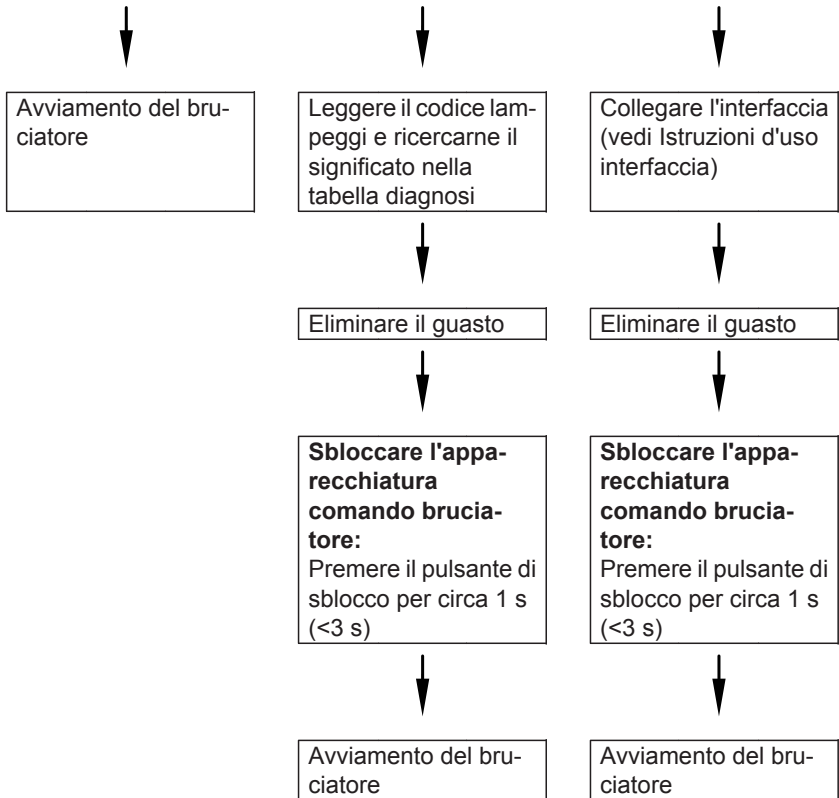 Avviamento del bru-
ciatore
Leggere il codice lam-
peggi e ricercarne il
significato nella
tabella diagnosi
Collegare l'interfaccia
(vedi Istruzioni d'uso
interfaccia)
Eliminare il guasto
Eliminare il guasto
Sbloccare l'appa-
recchiatura
comando brucia-
tore:
Premere il pulsante di
sblocco per circa 1 s
(<3 s)
Sbloccare l'appa-
recchiatura
comando brucia-
tore:
Premere il pulsante di
sblocco per circa 1 s
(<3 s)
Avviamento del bru-
ciatore
Avviamento del bru-
ciatore